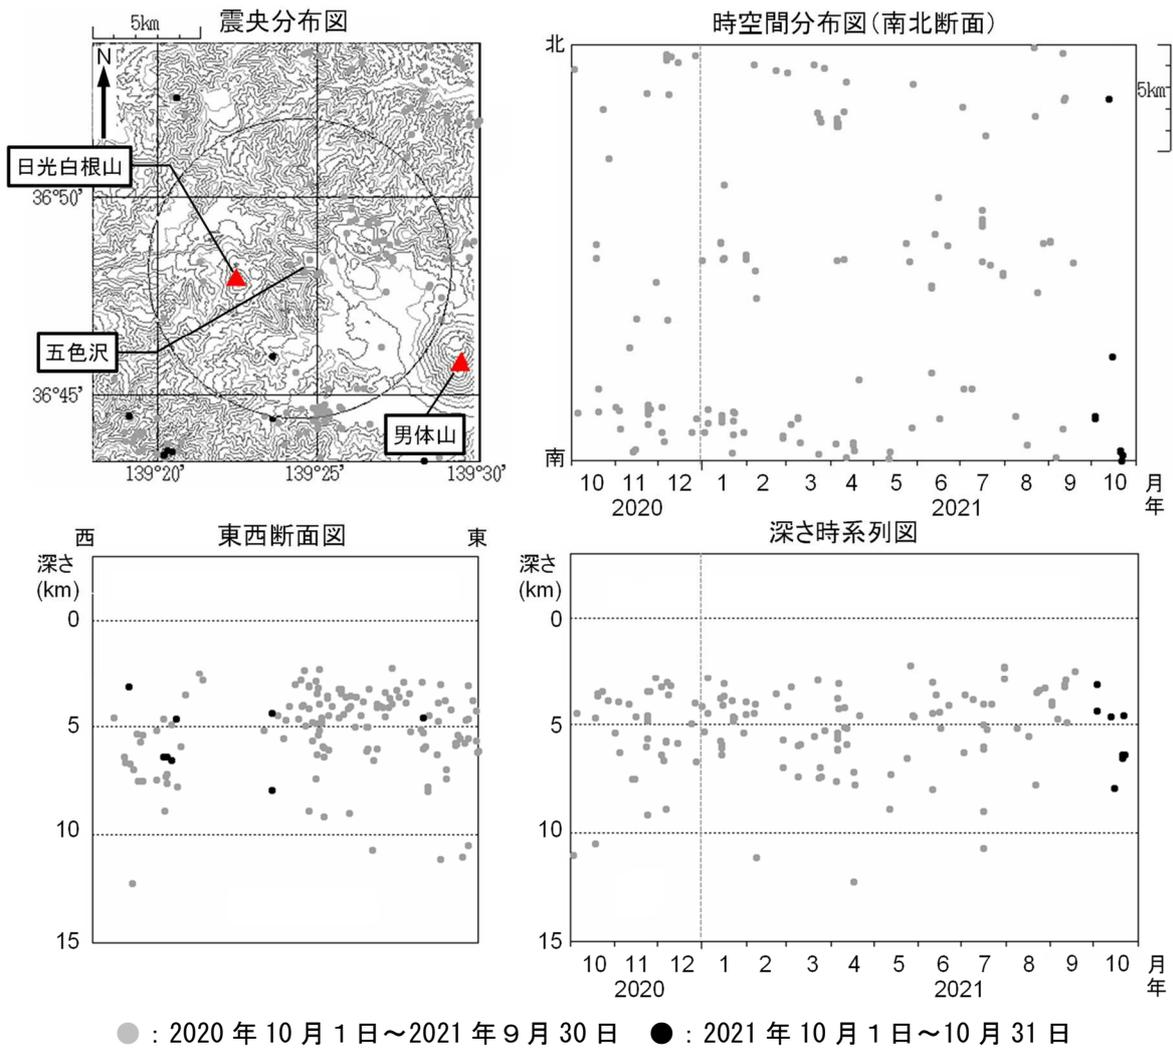 震央分布図
5km
N
日光白根山
五色沢
男体山
36°50’
36°45’
139°20’ 139°25’ 139°30’
時空間分布図（南北断面）
北
南
5km
10 11 12 1 2 3 4 5 6 7 8 9 10 月
2020 2021 年
東西断面図
西 東
深さ
(km)
0
5
10
15
深さ時系列図
深さ
(km)
0
5
10
15
10 11 12 1 2 3 4 5 6 7 8 9 10 月
2020 2021 年
●：2020 年 10 月１日～2021 年９月 30 日 ●：2021 年 10 月１日～10 月 31 日